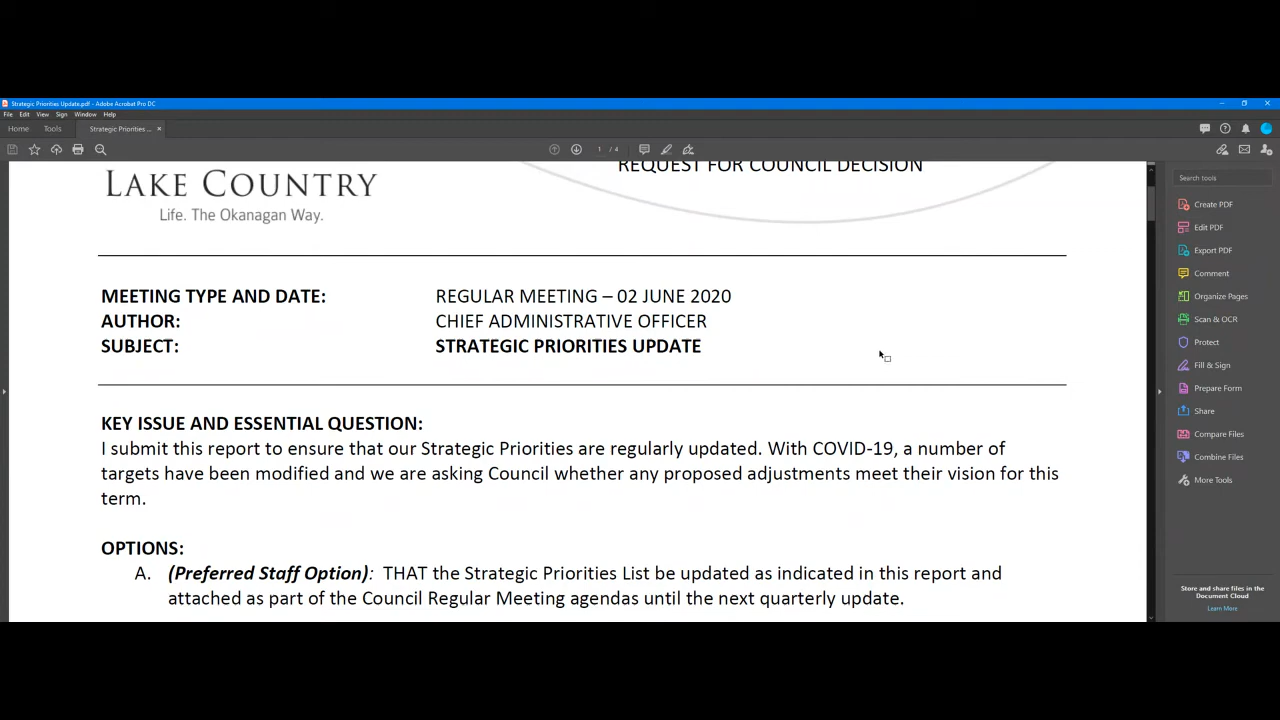 Strategic Priorities Update.pdf - Adobe Acrobat Pro DC
File Edit View Sign Window Help
Home Tools Strategic Priorities ... ×
1 / 4
REQUEST FOR COUNCIL DECISION
LAKE COUNTRY
Life. The Okanagan Way.
MEETING TYPE AND DATE: REGULAR MEETING – 02 JUNE 2020
AUTHOR: CHIEF ADMINISTRATIVE OFFICER
SUBJECT: STRATEGIC PRIORITIES UPDATE
KEY ISSUE AND ESSENTIAL QUESTION:
I submit this report to ensure that our Strategic Priorities are regularly updated. With COVID-19, a number of
targets have been modified and we are asking Council whether any proposed adjustments meet their vision for this
term.
OPTIONS:
A. (Preferred Staff Option): THAT the Strategic Priorities List be updated as indicated in this report and
attached as part of the Council Regular Meeting agendas until the next quarterly update.
Search tools
Create PDF
Edit PDF
Export PDF
Comment
Organize Pages
Scan & OCR
Protect
Fill & Sign
Prepare Form
Share
Compare Files
Combine Files
More Tools
Store and share files in the
Document Cloud
Learn More